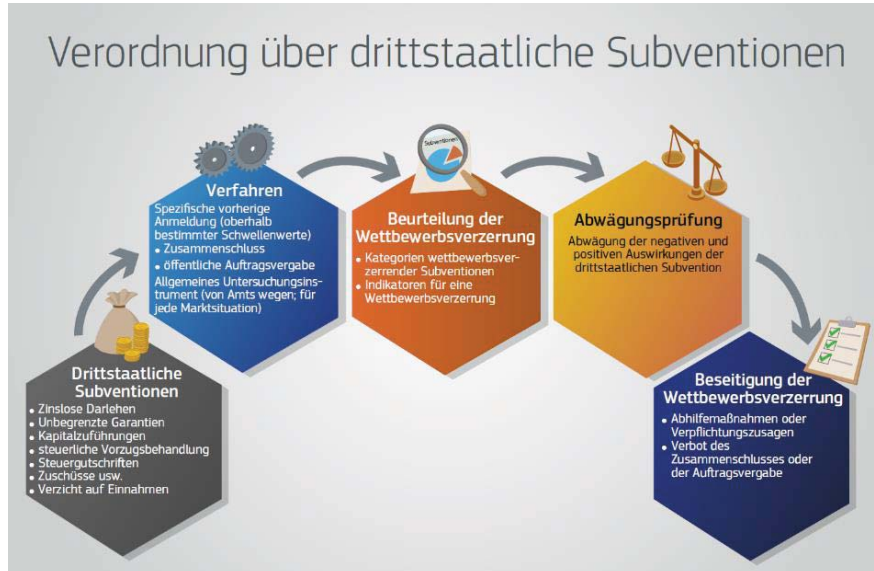 Verordnung über drittstaatliche Subventionen
Drittstaatliche
Subventionen
• Zinslose Darlehen
• Unbegrenzte Garantien
• Kapitalzuführungen
• steuerliche Vorzugsbehandlung
• Steuergutschriften
• Zuschüsse usw.
• Verzicht auf Einnahmen
Verfahren
Spezifische vorherige
Anmeldung (oberhalb
bestimmter Schwellenwerte)
• Zusammenschluss
• öffentliche Auftragsvergabe
Allgemeines Untersuchungsins-
trument (von Amts wegen; für
jede Marktsituation)
Subventionen
Beurteilung der
Wettbewerbsverzerrung
• Kategorien wettbewerbsver-
zerrender Subventionen
• Indikatoren für eine
Wettbewerbsverzerrung
Abwägungsprüfung
Abwägung der negativen und
positiven Auswirkungen der
drittstaatlichen Subvention
Beseitigung der
Wettbewerbsverzerrung
• Abhilfemaßnahmen oder
Verpflichtungszusagen
• Verbot des
Zusammenschlusses oder
der Auftragsvergabe